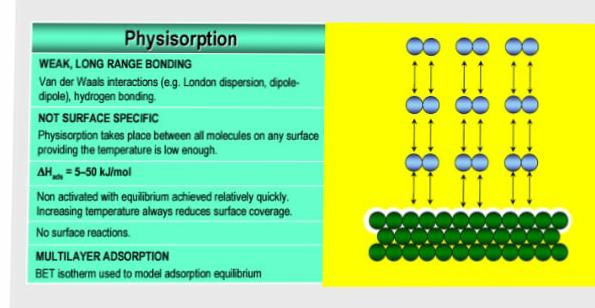 Physisorption
WEAK, LONG RANGE BONDING
Van der Waals interactions (e.g. London dispersion, dipole-
dipole), hydrogen bonding.
NOT SURFACE SPECIFIC
Physisorption takes place between all molecules on any surface
providing the temperature is low enough.
ΔHads = 5–50 kJ/mol
Non activated with equilibrium achieved relatively quickly.
Increasing temperature always reduces surface coverage.
No surface reactions.
MULTILAYER ADSORPTION
BET isotherm used to model adsorption equilibrium